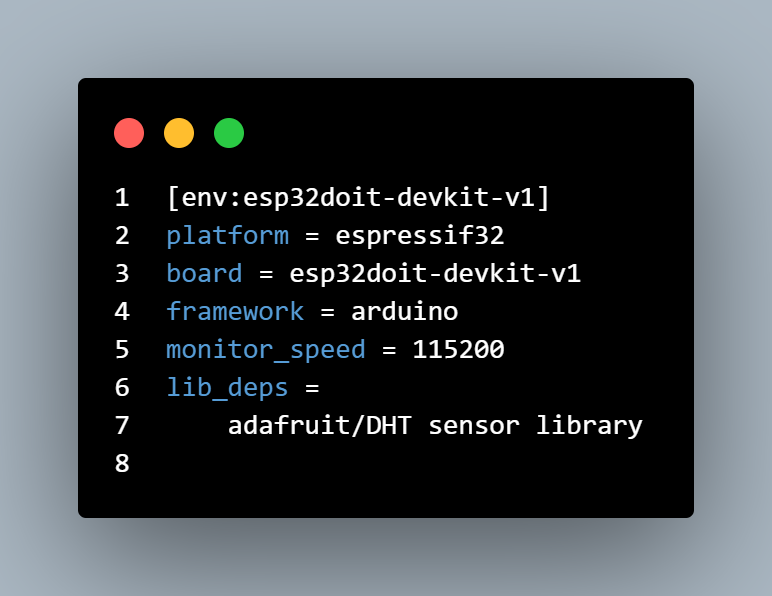 1 [env:esp32doit-devkit-v1]
2 platform = espressif32
3 board = esp32doit-devkit-v1
4 framework = arduino
5 monitor_speed = 115200
6 lib_deps =
7     adafruit/DHT sensor library
8